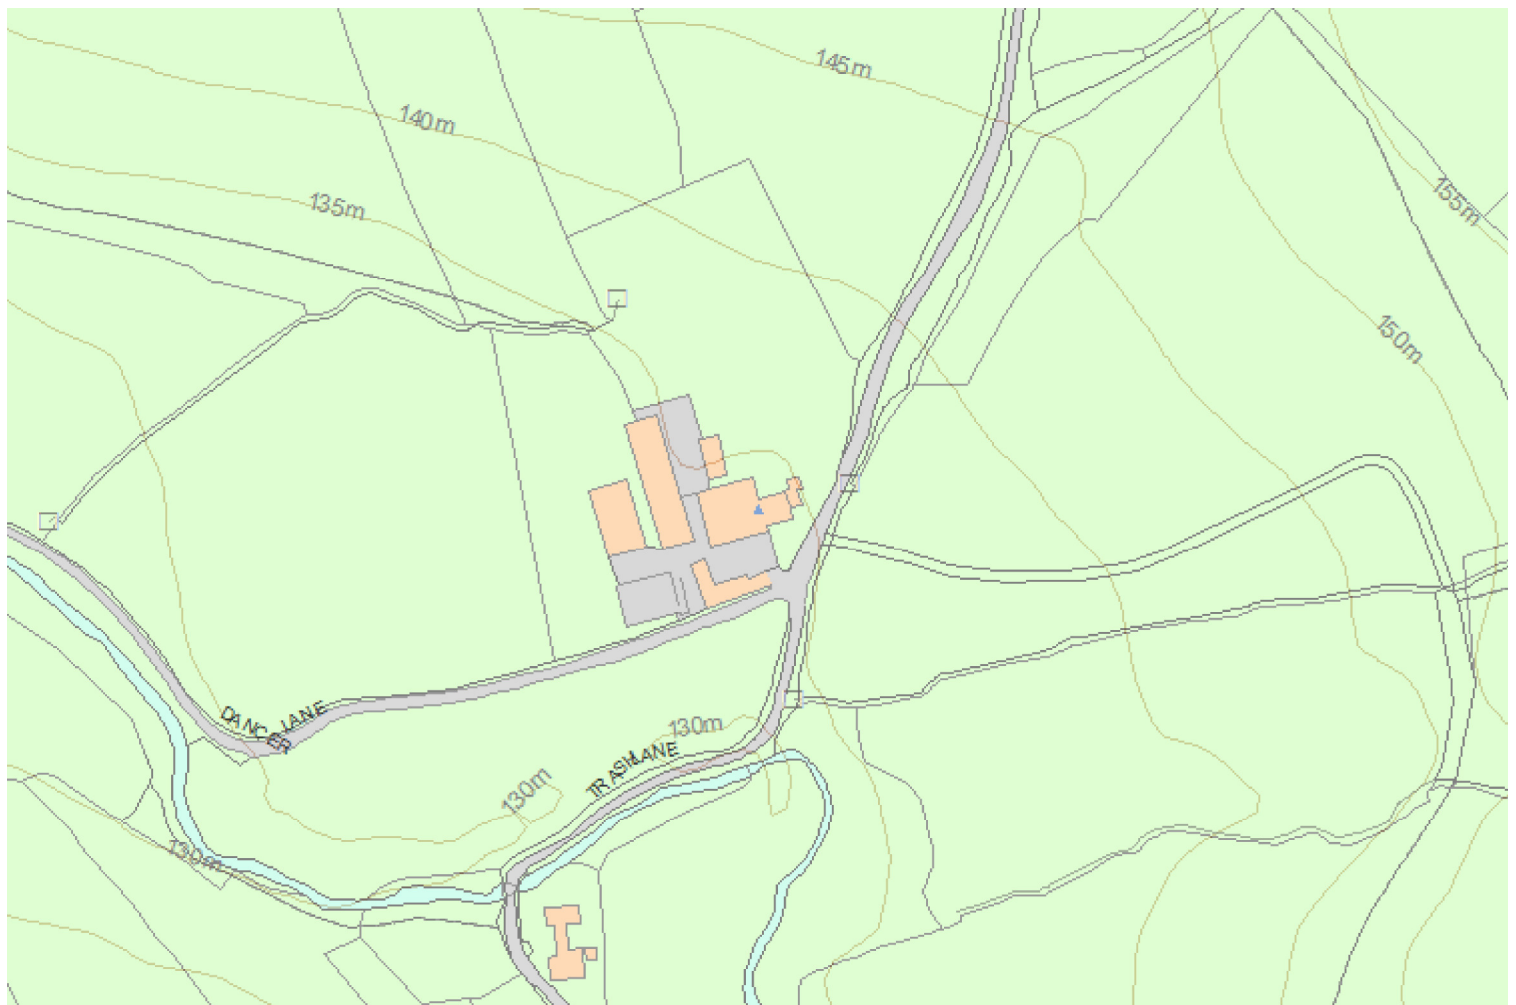 145m
140m
155m
135m
150m
DANCER LANE
130m
TRASH LANE
130m
130m